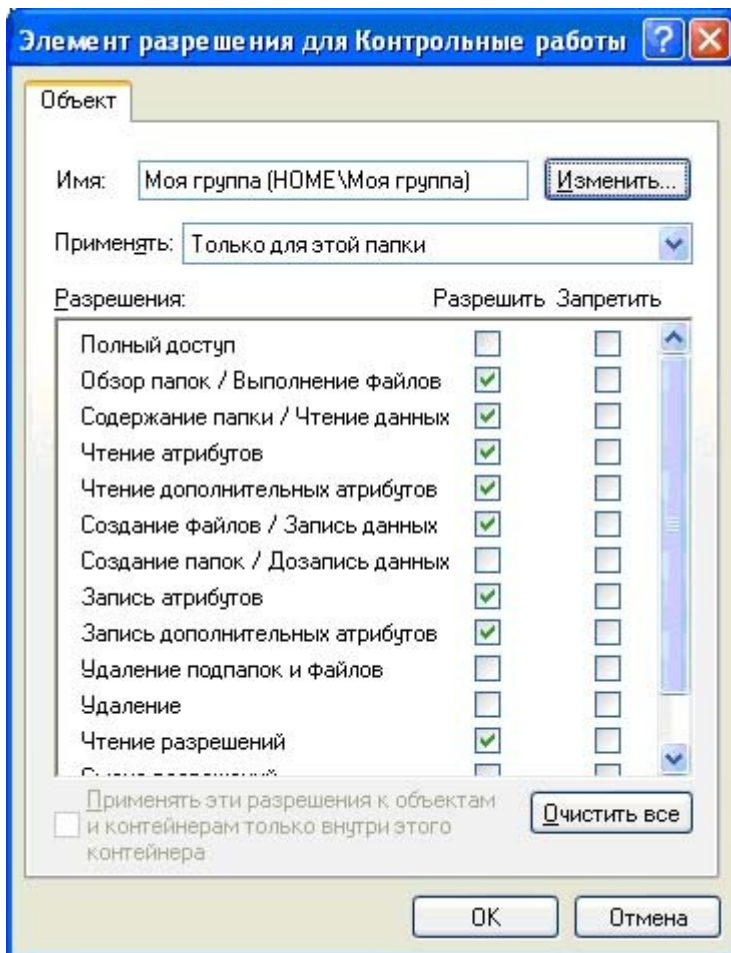 Элемент разрешения для Контрольные работы
Объект
Имя: Моя группа (HOME\Моя группа) Изменить...
Применять: Только для этой папки
Разрешения: Разрешить Запретить
Полный доступ
Обзор папок / Выполнение файлов
Содержание папки / Чтение данных
Чтение атрибутов
Чтение дополнительных атрибутов
Создание файлов / Запись данных
Создание папок / Дозапись данных
Запись атрибутов
Запись дополнительных атрибутов
Удаление подпапок и файлов
Удаление
Чтение разрешений
Применять эти разрешения к объектам
и контейнерам только внутри этого
контейнера
Очистить все
OK Отмена